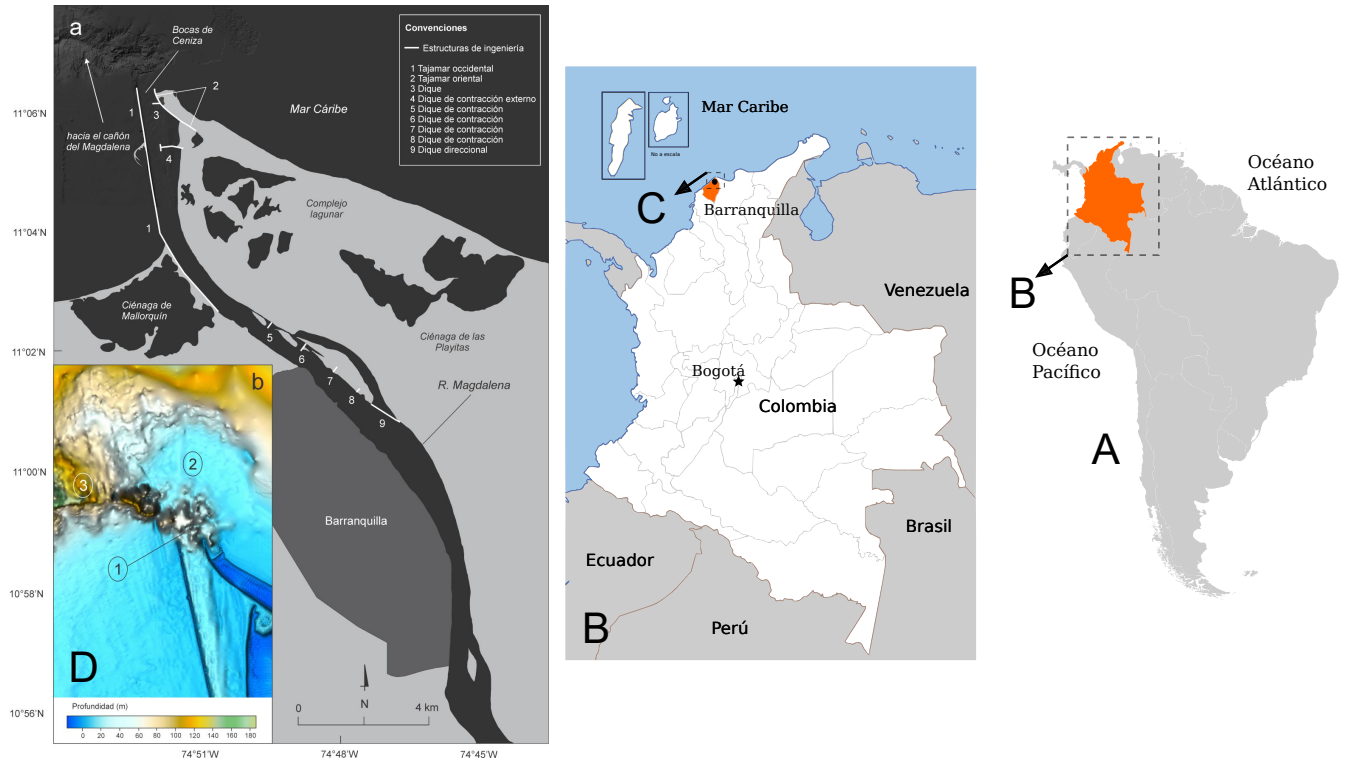 a
Bocas de
Ceniza
hacia el cañón
del Magdalena
Mar Cáribe
Convenciones
Estructuras de ingeniería
1 Tajamar occidental
2 Tajamar oriental
3 Dique
4 Dique de contracción externo
5 Dique de contracción
6 Dique de contracción
7 Dique de contracción
8 Dique de contracción
9 Dique direccional
1
2
3
4
1
5
6
7
8
9
Complejo
lagunar
Ciénaga de
Mallorquín
Ciénaga de las
Playitas
R. Magdalena
Barranquilla
11°06'N
11°04'N
11°02'N
11°00'N
10°58'N
10°56'N
74°51'W
74°48'W
74°45'W
N
0 4 km
b
2
3
1
D
Profundidad (m)
0 20 40 60 80 100 120 140 160 180
Mar Caribe
No a escala
C
Barranquilla
Venezuela
Bogotá
Colombia
Brasil
Ecuador
Perú
B
Océano
Atlántico
B
Océano
Pacífico
A